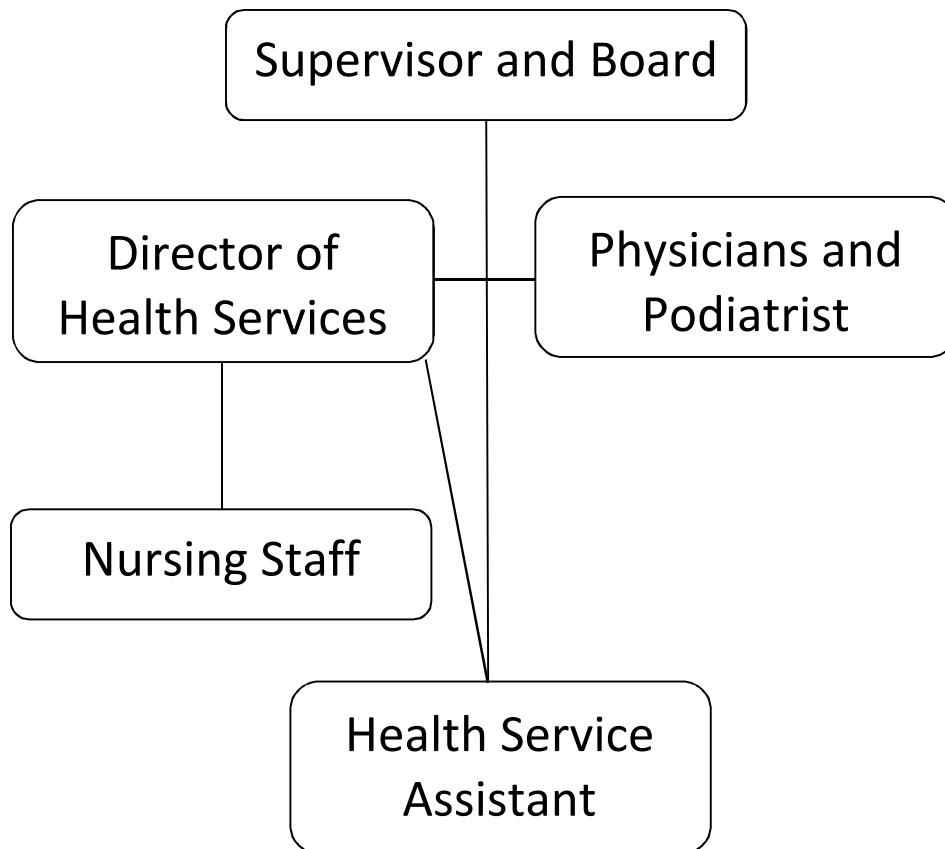 Supervisor and Board
Director of
Health Services
Physicians and
Podiatrist
Nursing Staff
Health Service
Assistant